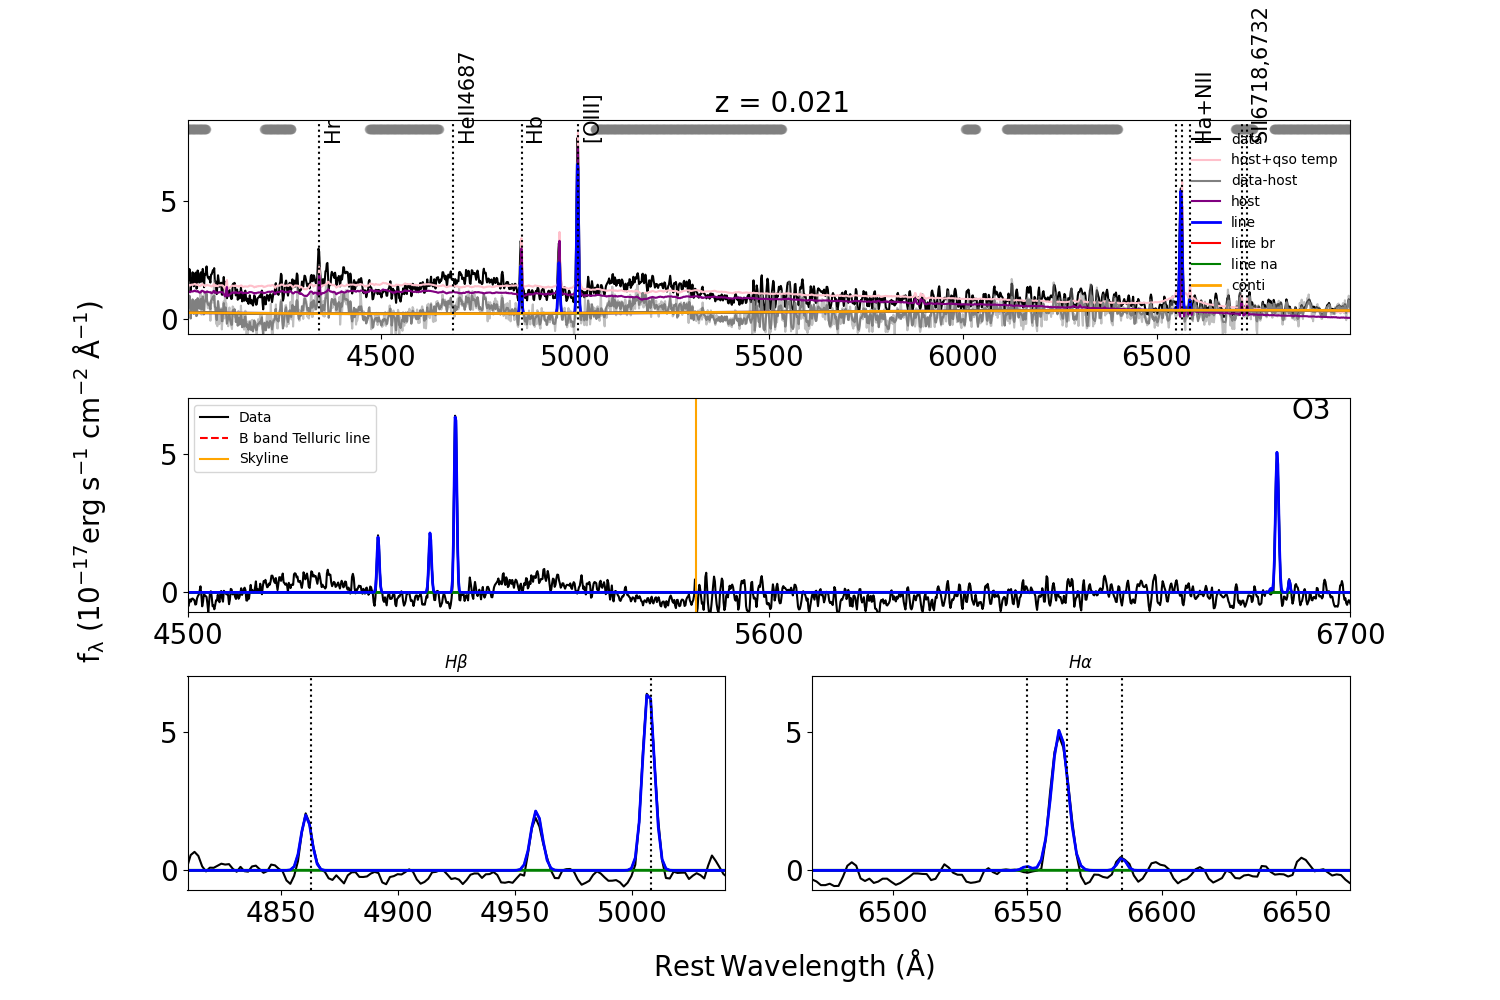 z = 0.021
Hr
HeII4687
Hb
[OIII]
Ha+NII
SII6718,6732
data
host+qso temp
data-host
host
line
line br
line na
conti
5
0
4500
5000
5500
6000
6500
Data
B band Telluric line
Skyline
O3
5
0
4500
5600
6700
fλ (10⁻¹⁷erg s⁻¹ cm⁻² Å⁻¹)
Hβ
5
0
4850
4900
4950
5000
Hα
5
0
6500
6550
6600
6650
Rest Wavelength (Å)